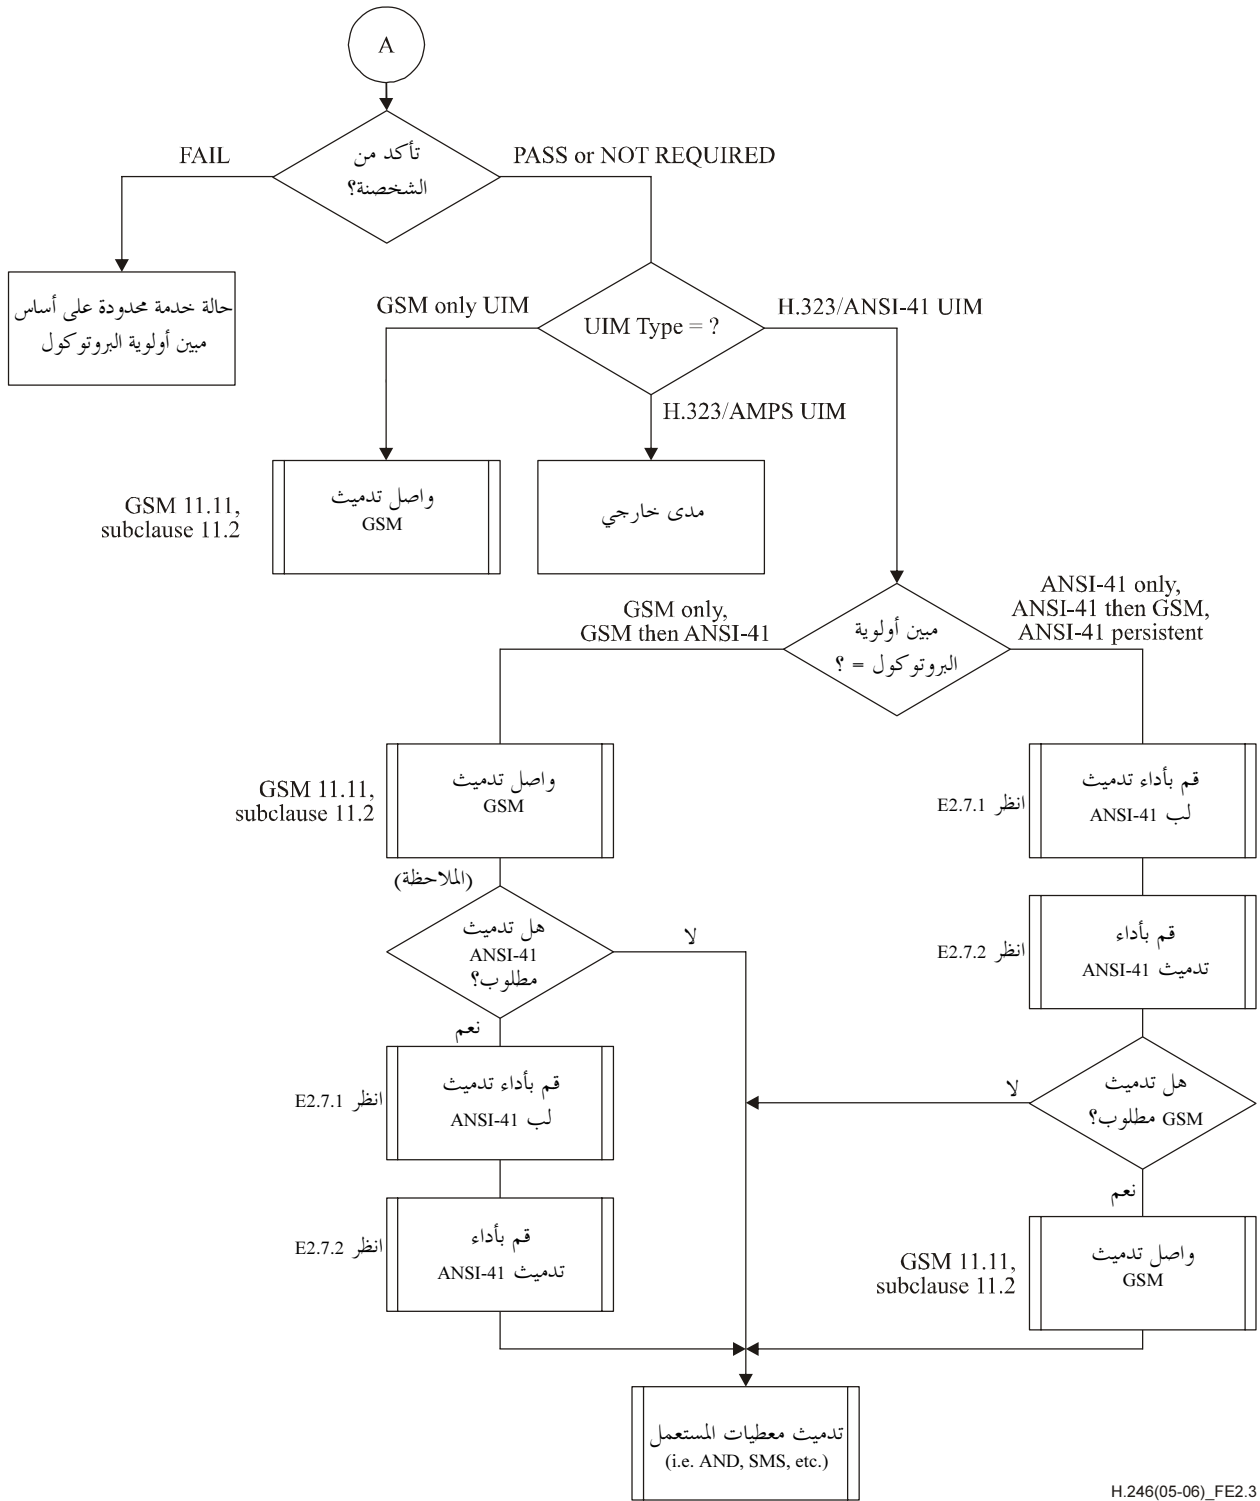 A
تأكد من
الشخصنة؟
FAIL
PASS or NOT REQUIRED
حالة خدمة محدودة على أساس
مبين أولوية البروتوكول
GSM only UIM
UIM Type = ?
H.323/ANSI-41 UIM
H.323/AMPS UIM
GSM 11.11,
subclause 11.2
واصل تدميث
GSM
مدى خارجي
GSM only,
GSM then ANSI-41
مبين أولوية
البروتوكول = ؟
ANSI-41 only,
ANSI-41 then GSM,
ANSI-41 persistent
GSM 11.11,
subclause 11.2
واصل تدميث
GSM
انظر E2.7.1
قم بأداء تدميث
لب ANSI-41
(الملاحظة)
هل تدميث
ANSI-41
مطلوب؟
لا
نعم
انظر E2.7.2
قم بأداء
تدميث ANSI-41
انظر E2.7.1
قم بأداء تدميث
لب ANSI-41
هل تدميث
GSM مطلوب؟
لا
نعم
انظر E2.7.2
قم بأداء
تدميث ANSI-41
GSM 11.11,
subclause 11.2
واصل تدميث
GSM
تدميث معطيات المستعمل
(i.e. AND, SMS, etc.)
H.246(05-06)_FE2.3